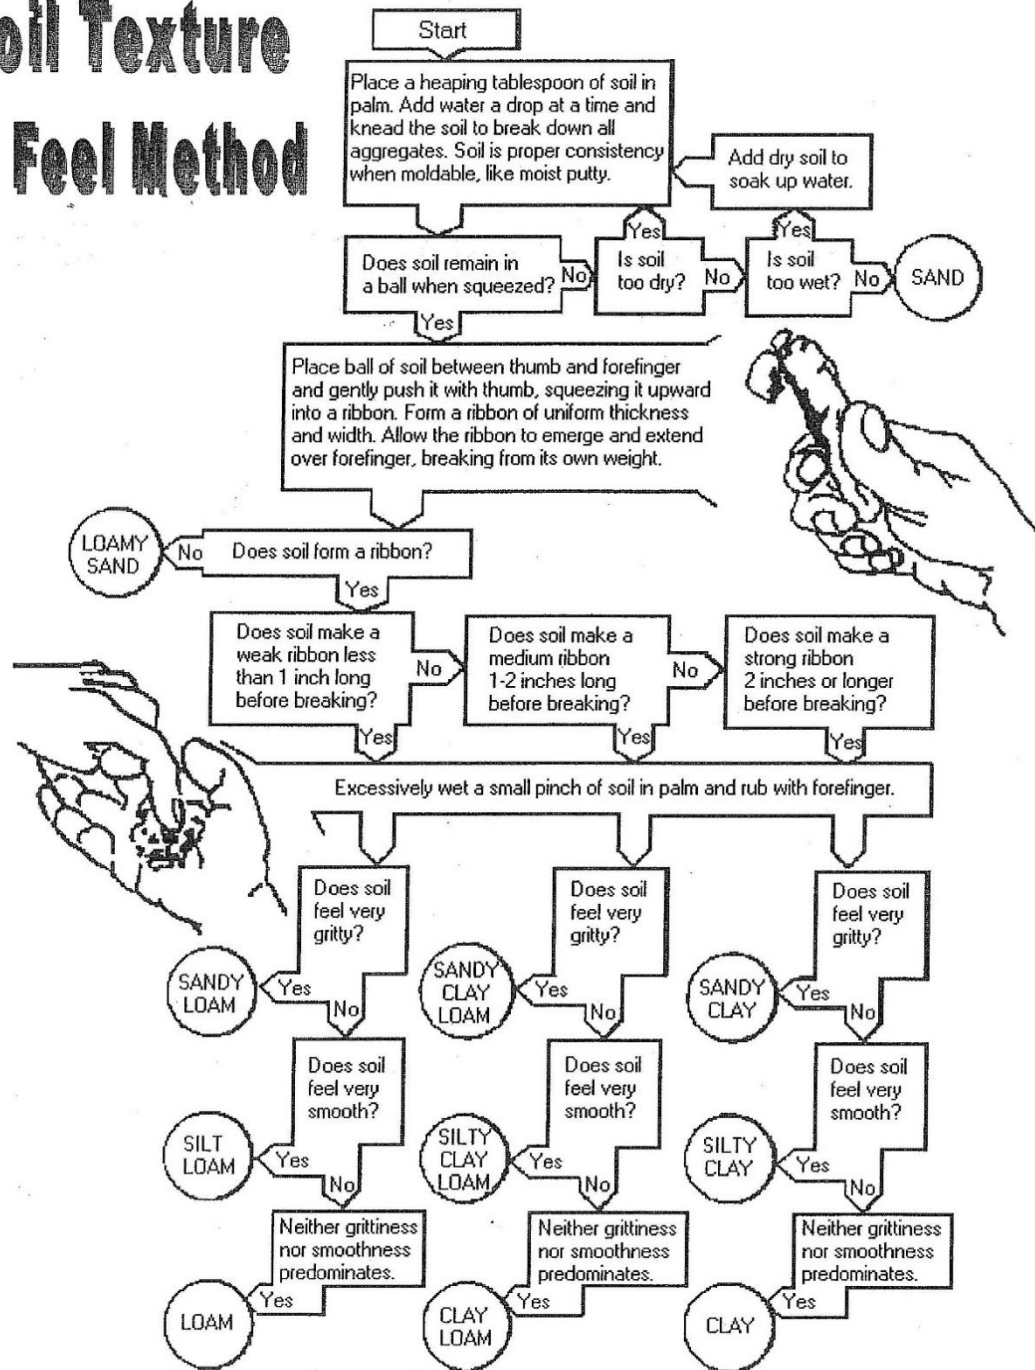 oil Texture
Feel Method
Start
Place a heaping tablespoon of soil in
palm. Add water a drop at a time and
knead the soil to break down all
aggregates. Soil is proper consistency
when moldable, like moist putty.
Add dry soil to
soak up water.
Yes
Yes
Does soil remain in
a ball when squeezed?
No
Is soil
too dry?
No
Is soil
too wet?
No
SAND
Yes
Place ball of soil between thumb and forefinger
and gently push it with thumb, squeezing it upward
into a ribbon. Form a ribbon of uniform thickness
and width. Allow the ribbon to emerge and extend
over forefinger, breaking from its own weight.
LOAMY
SAND
No
Does soil form a ribbon?
Yes
Does soil make a
weak ribbon less
than 1 inch long
before breaking?
No
Does soil make a
medium ribbon
1-2 inches long
before breaking?
No
Does soil make a
strong ribbon
2 inches or longer
before breaking?
Yes
Yes
Yes
Excessively wet a small pinch of soil in palm and rub with forefinger.
Does soil
feel very
gritty?
Does soil
feel very
gritty?
Does soil
feel very
gritty?
SANDY
LOAM
Yes
No
SANDY
CLAY
LOAM
Yes
No
SANDY
CLAY
Yes
No
Does soil
feel very
smooth?
Does soil
feel very
smooth?
Does soil
feel very
smooth?
SILT
LOAM
Yes
No
SILTY
CLAY
LOAM
Yes
No
SILTY
CLAY
Yes
No
Neither grittiness
nor smoothness
predominates.
Neither grittiness
nor smoothness
predominates.
Neither grittiness
nor smoothness
predominates.
LOAM
Yes
CLAY
LOAM
Yes
CLAY
Yes